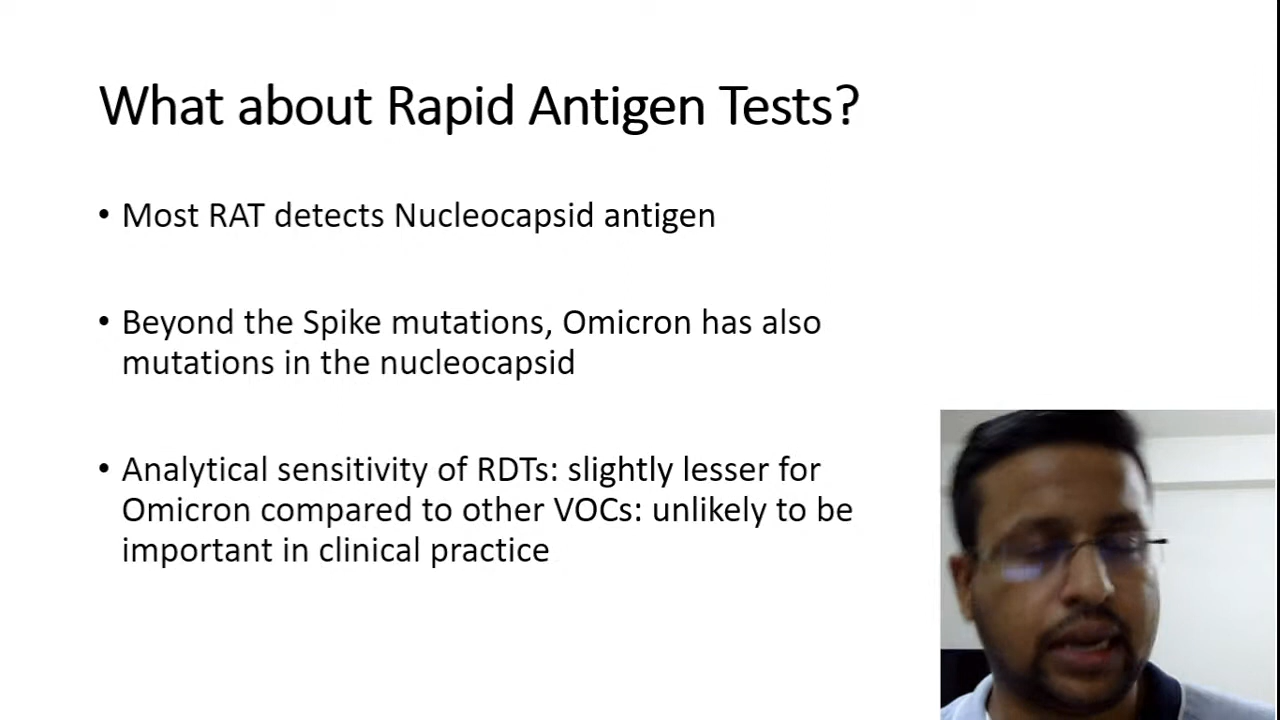 What about Rapid Antigen Tests?
• Most RAT detects Nucleocapsid antigen
• Beyond the Spike mutations, Omicron has also
mutations in the nucleocapsid
• Analytical sensitivity of RDTs: slightly lesser for
Omicron compared to other VOCs: unlikely to be
important in clinical practice